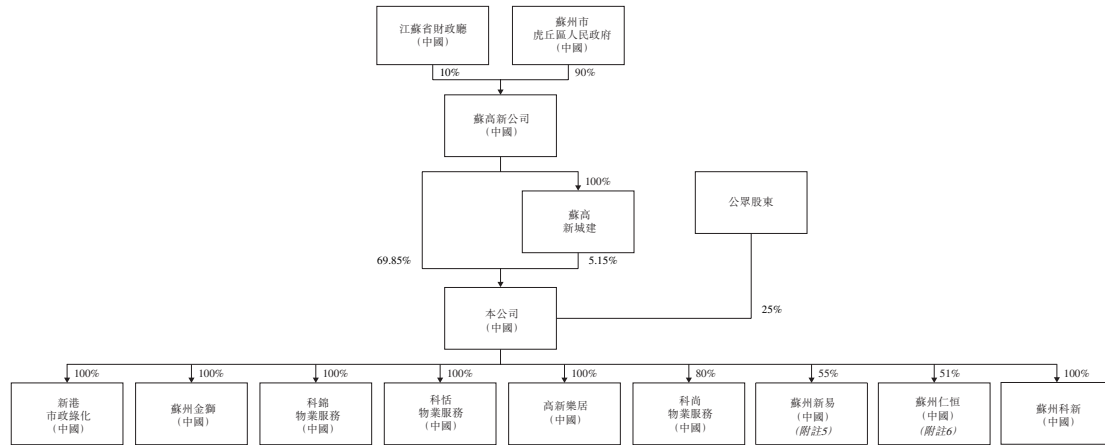 江蘇省財政廳
(中國)
蘇州市
虎丘區人民政府
(中國)
10%
90%
蘇高新公司
(中國)
100%
蘇高
新城建
公眾股東
69.85%
5.15%
25%
本公司
(中國)
100%
100%
100%
100%
100%
80%
55%
51%
100%
新港
市政綠化
(中國)
蘇州金獅
(中國)
科錦
物業服務
(中國)
科恬
物業服務
(中國)
高新樂居
(中國)
科尚
物業服務
(中國)
蘇州新易
(中國)
(附註5)
蘇州仁恒
(中國)
(附註6)
蘇州科新
(中國)